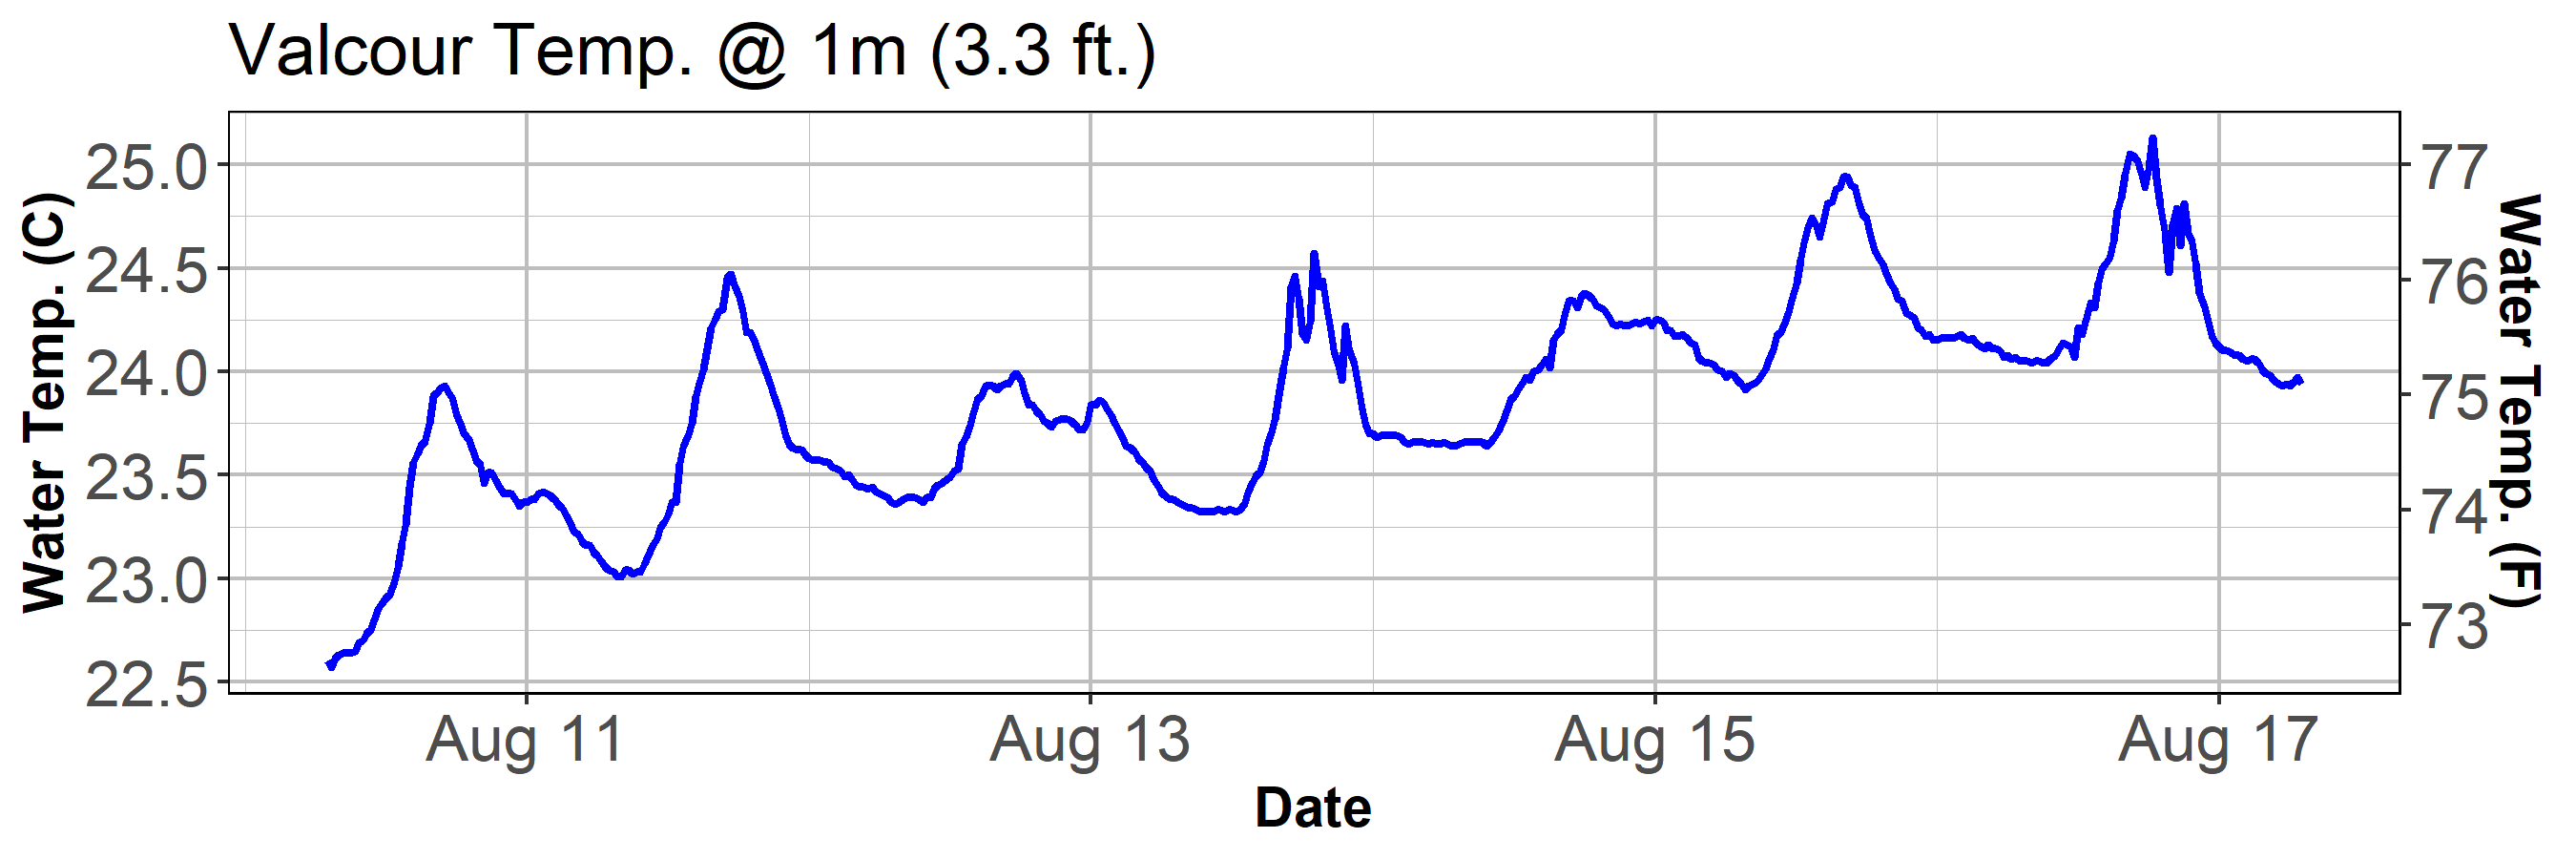 Valcour Temp. @ 1m (3.3 ft.)
Water Temp. (C)
25.0
24.5
24.0
23.5
23.0
22.5
77
76
75
74
73
Water Temp. (F)
Aug 11
Aug 13
Aug 15
Aug 17
Date